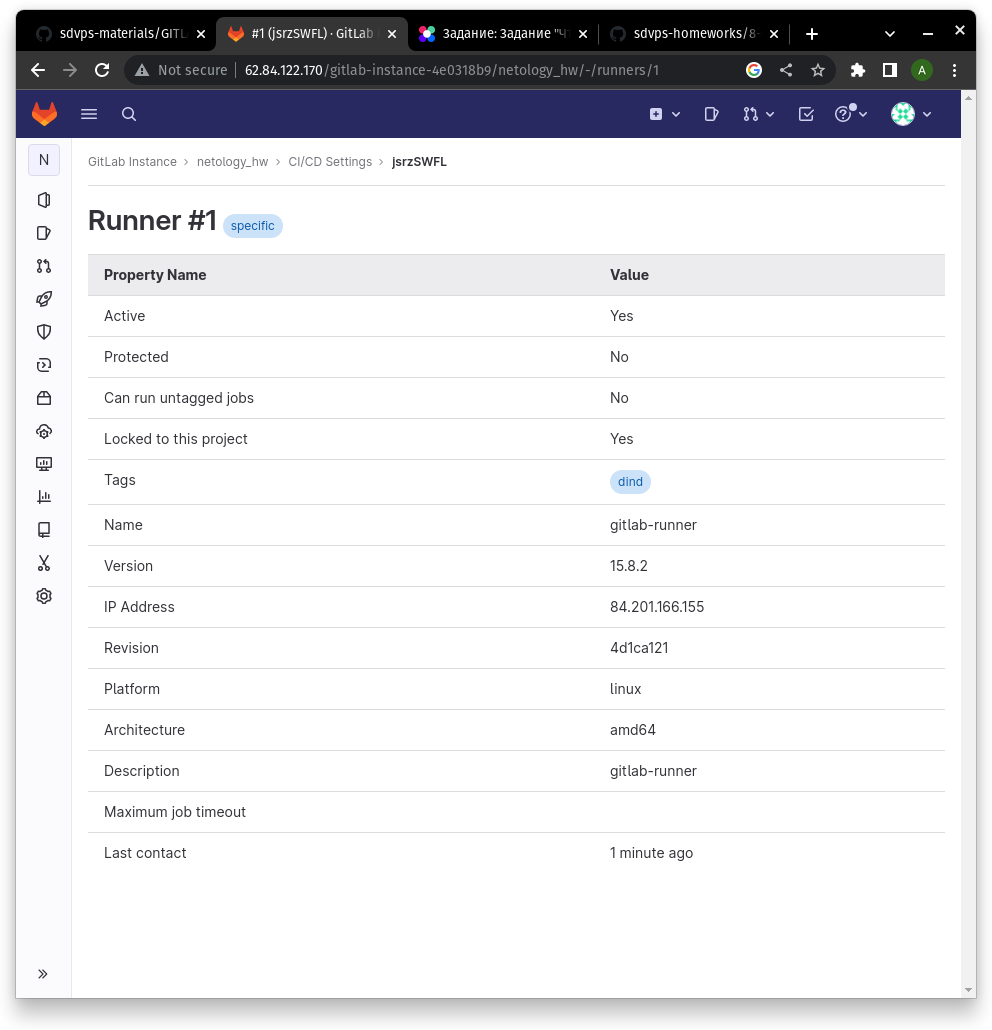 sdvps-materials/GITL
#1 (jsrzSWFL) · GitLab
Задание: Задание "Ч
sdvps-homeworks/8-
Not secure 62.84.122.170/gitlab-instance-4e0318b9/netology_hw/-/runners/1
A
N
GitLab Instance › netology_hw › CI/CD Settings › jsrzSWFL
Runner #1 specific
Property Name Value
Active Yes
Protected No
Can run untagged jobs No
Locked to this project Yes
Tags dind
Name gitlab-runner
Version 15.8.2
IP Address 84.201.166.155
Revision 4d1ca121
Platform linux
Architecture amd64
Description gitlab-runner
Maximum job timeout
Last contact 1 minute ago